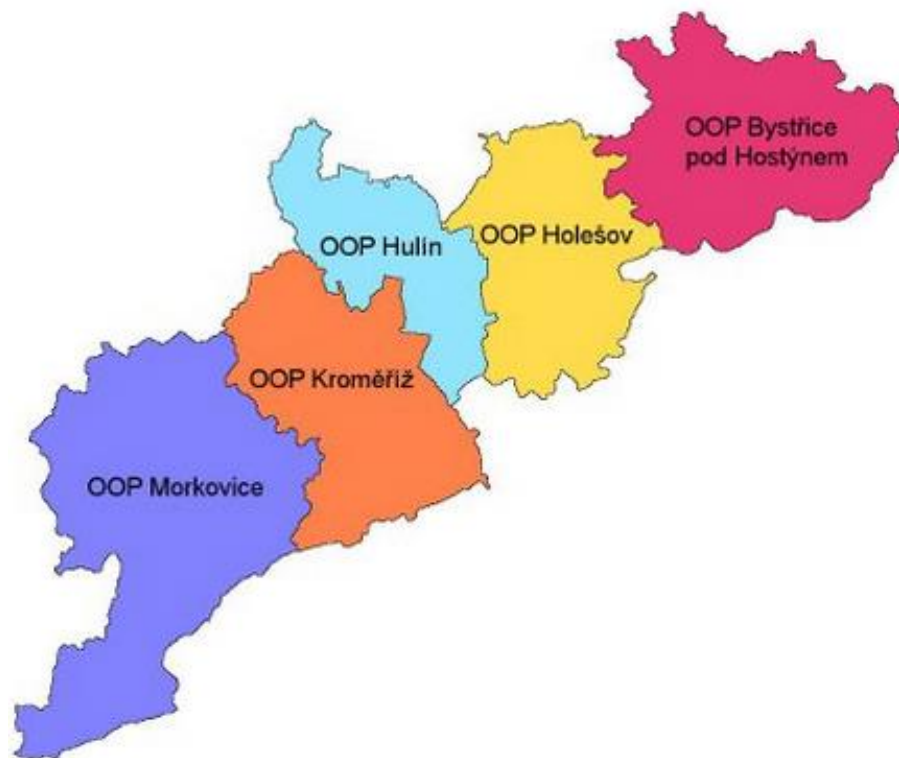 OOP Bystřice
pod Hostýnem
OOP Holešov
OOP Hulín
OOP Kroměříž
OOP Morkovice